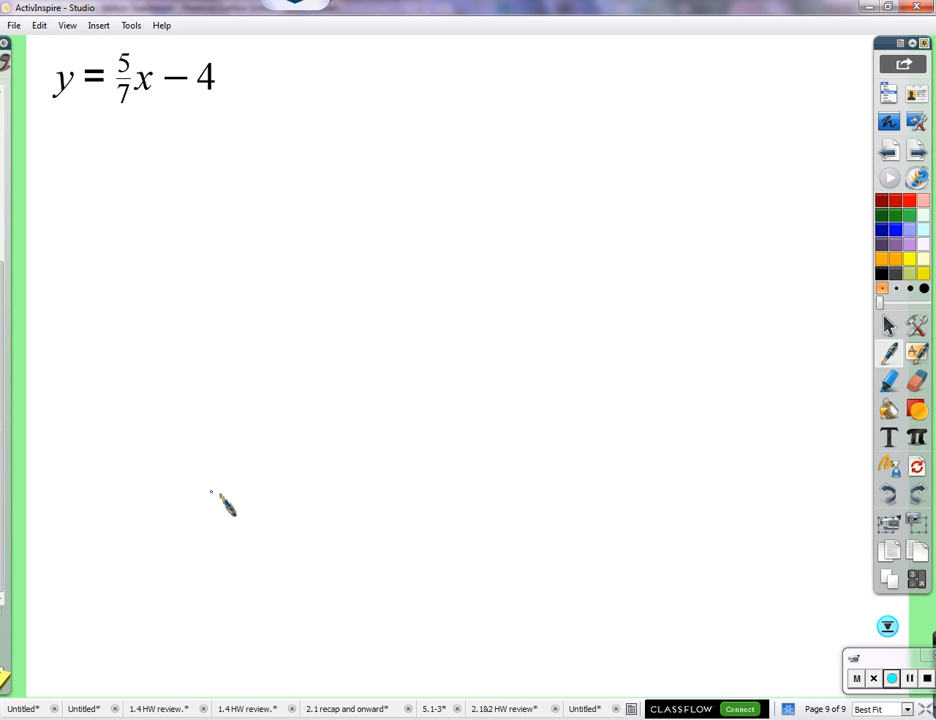 ActivInspire - Studio
File Edit View Insert Tools Help
y = 5/7 x − 4
T π
M
Untitled* Untitled* 1.4 HW review.* 1.4 HW review.* 2.1 recap and onward* 5.1-3* 2.1&2 HW review* Untitled* CLASSFLOW Connect Page 9 of 9 Best Fit